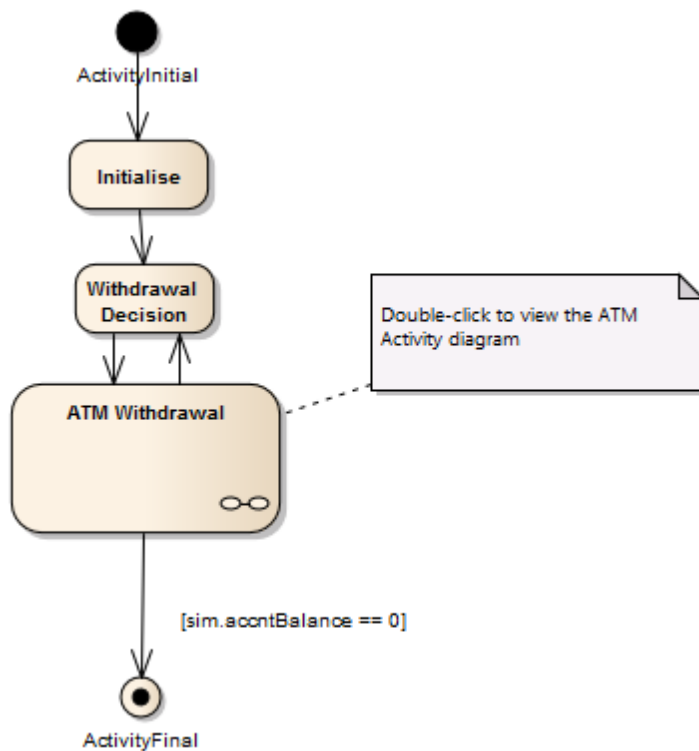 ActivityInitial
Initialise
Withdrawal
Decision
Double-click to view the ATM
Activity diagram
ATM Withdrawal
[sim.accntBalance == 0]
ActivityFinal